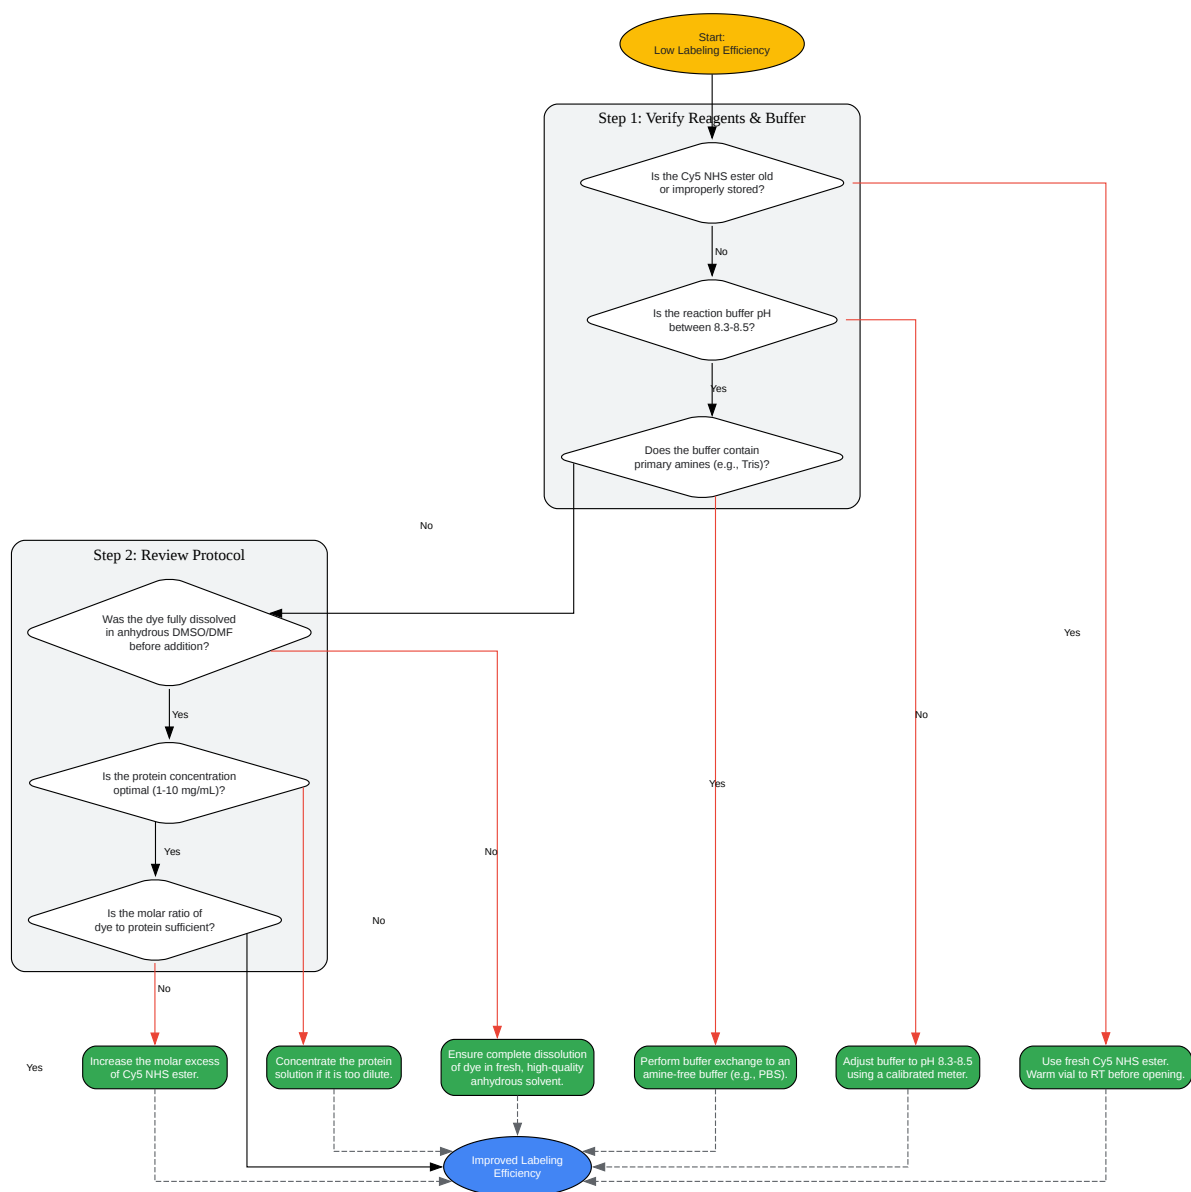 Start:
Low Labeling Efficiency
Step 1: Verify Reagents & Buffer
Is the Cy5 NHS ester old
or improperly stored?
No
Is the reaction buffer pH
between 8.3-8.5?
Yes
Does the buffer contain
primary amines (e.g., Tris)?
No
Step 2: Review Protocol
Was the dye fully dissolved
in anhydrous DMSO/DMF
before addition?
Yes
Yes
No
Is the protein concentration
optimal (1-10 mg/mL)?
Yes
Yes
No
Is the molar ratio of
dye to protein sufficient?
No
No
Yes
Increase the molar excess
of Cy5 NHS ester.
Concentrate the protein
solution if it is too dilute.
Ensure complete dissolution
of dye in fresh, high-quality
anhydrous solvent.
Perform buffer exchange to an
amine-free buffer (e.g., PBS).
Adjust buffer to pH 8.3-8.5
using a calibrated meter.
Use fresh Cy5 NHS ester.
Warm vial to RT before opening.
Improved Labeling
Efficiency